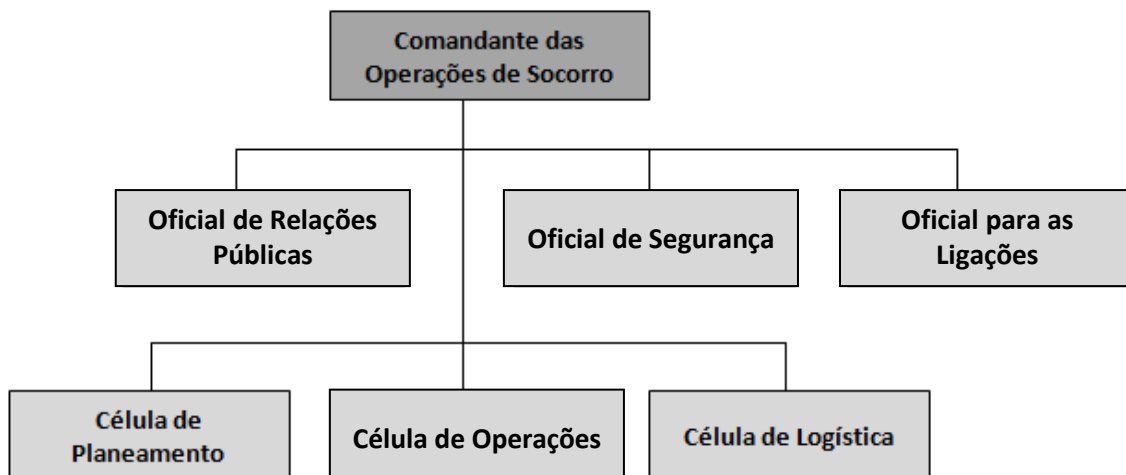 Comandante das
Operações de Socorro
Oficial de Relações
Públicas
Oficial de Segurança
Oficial para as
Ligações
Célula de
Planeamento
Célula de Operações
Célula de Logística